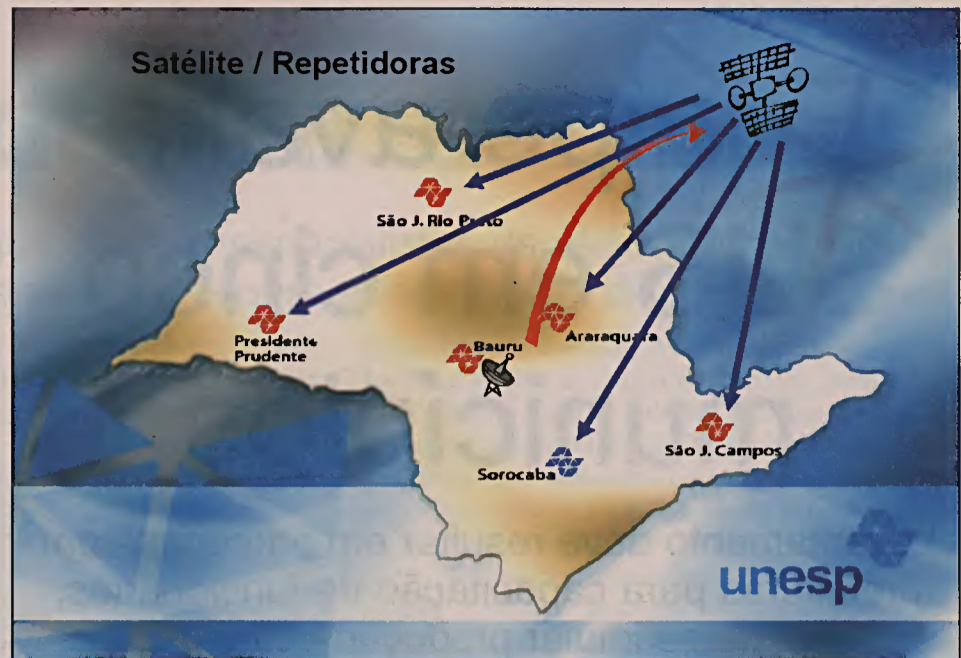 Satélite / Repetidoras
São J. Rio Preto
Presidente
Prudente
Bauru
Araraquara
Sorocaba
São J. Campos
unesp